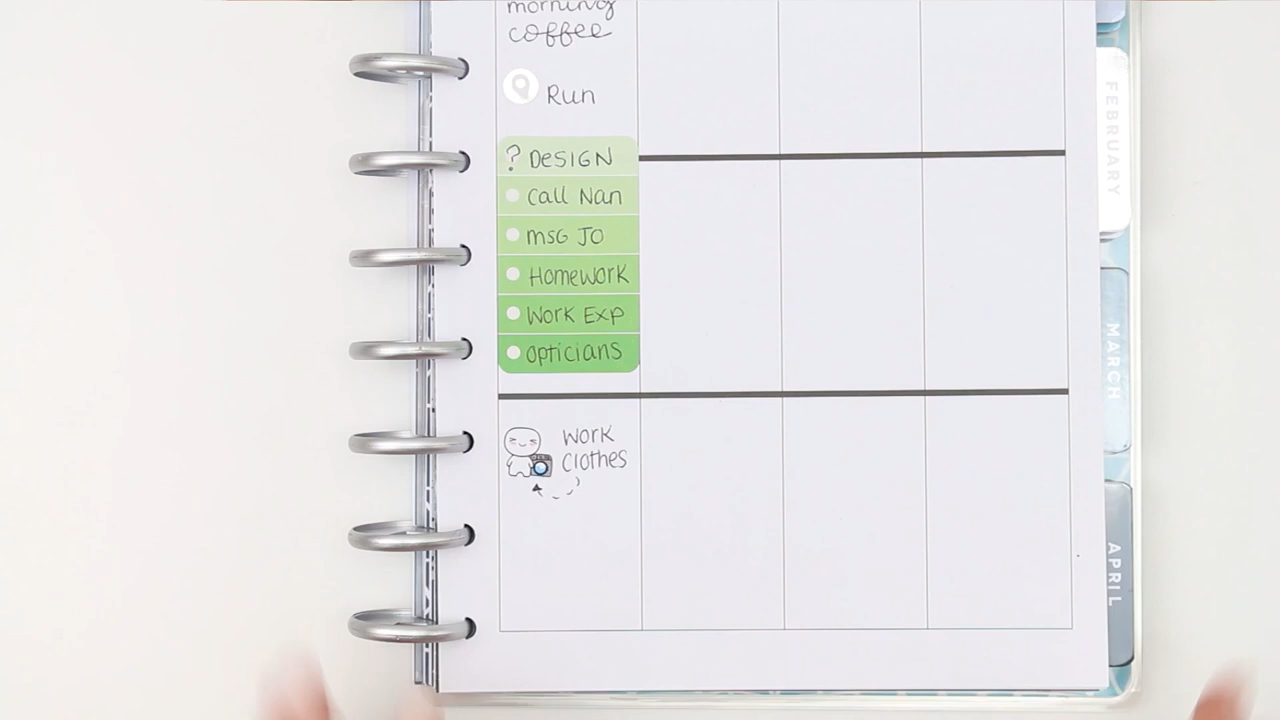 morning
coffee
Run
? DESIGN
Call Nan
MSG JO
Homework
Work Exp
Opticians
Work
Clothes
FEBRUARY
MARCH
APRIL